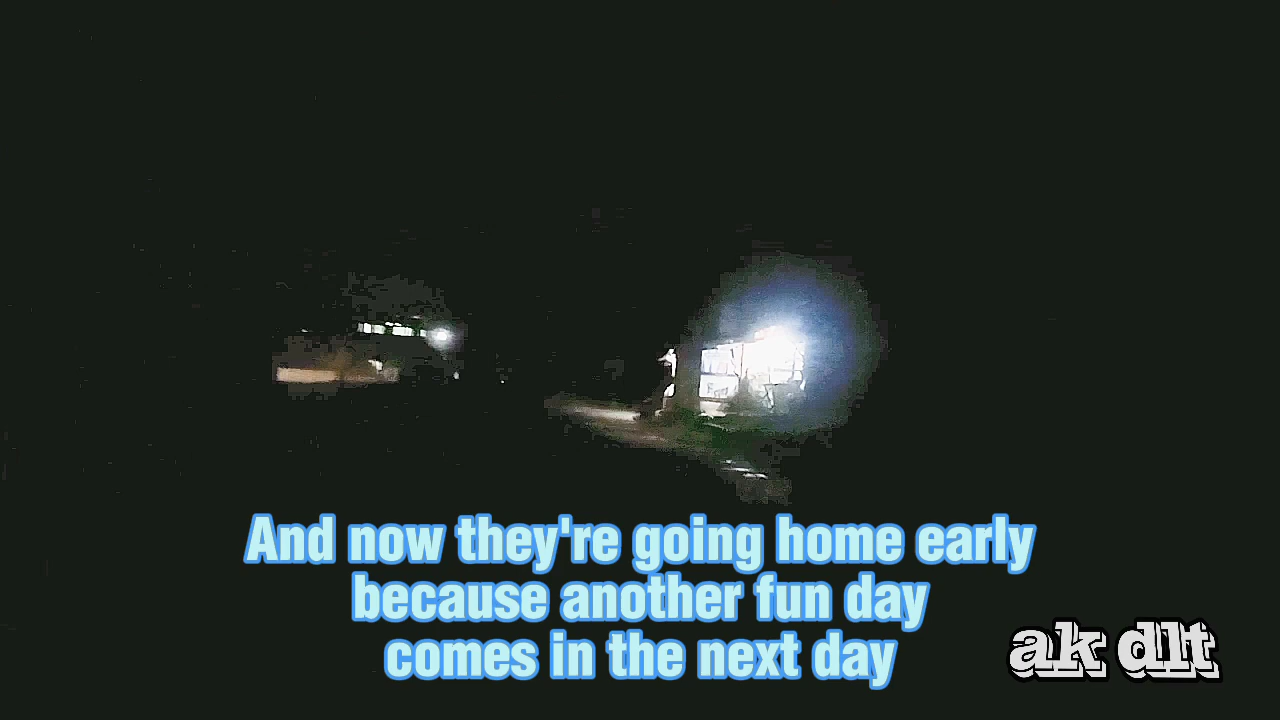 And now they're going home early
because another fun day
comes in the next day
ak dlt